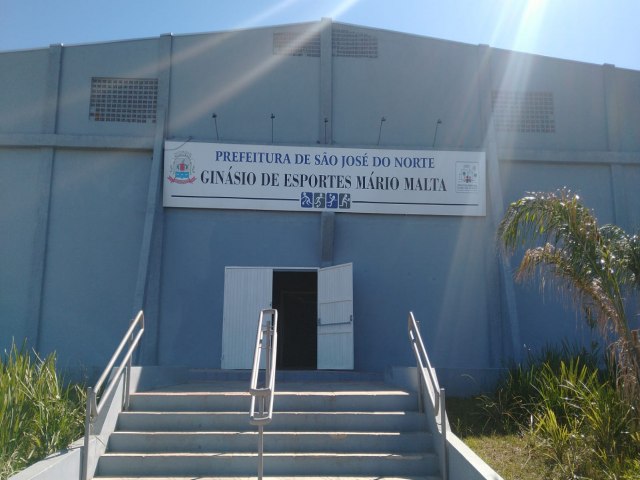 PREFEITURA DE SÃO JOSÉ DO NORTE
GINÁSIO DE ESPORTES MÁRIO MALTA